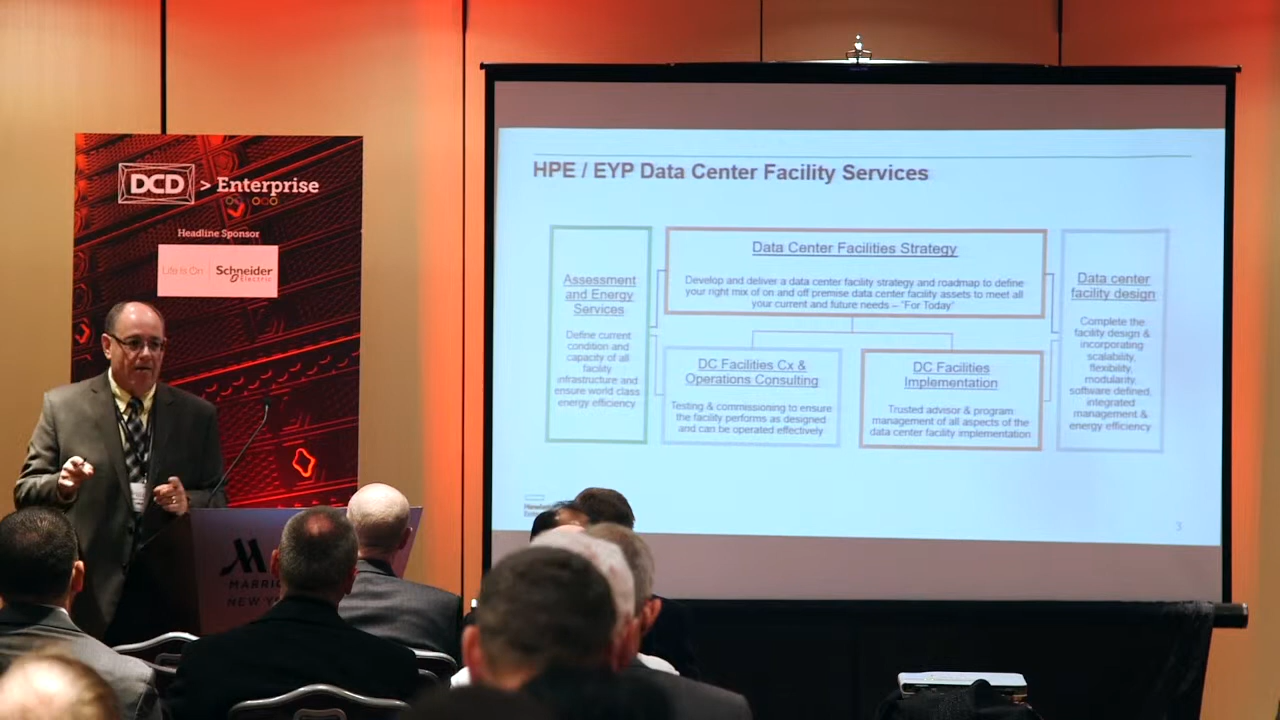 DCD > Enterprise
Headline Sponsor
Life Is On
Schneider
Electric
MARRIO
NEW Y
HPE / EYP Data Center Facility Services
Assessment
and Energy
Services
Define current
condition and
capacity of all
facility
infrastructure and
ensure world class
energy efficiency
Data Center Facilities Strategy
Develop and deliver a data center facility strategy and roadmap to define
your right mix of on and off premise data center facility assets to meet all
your current and future needs – "For Today"
DC Facilities Cx &
Operations Consulting
Testing & commissioning to ensure
the facility performs as designed
and can be operated effectively
DC Facilities
Implementation
Trusted advisor & program
management of all aspects of the
data center facility implementation
Data center
facility design
Complete the
facility design &
incorporating
scalability,
flexibility,
modularity,
software defined,
integrated
management &
energy efficiency
3